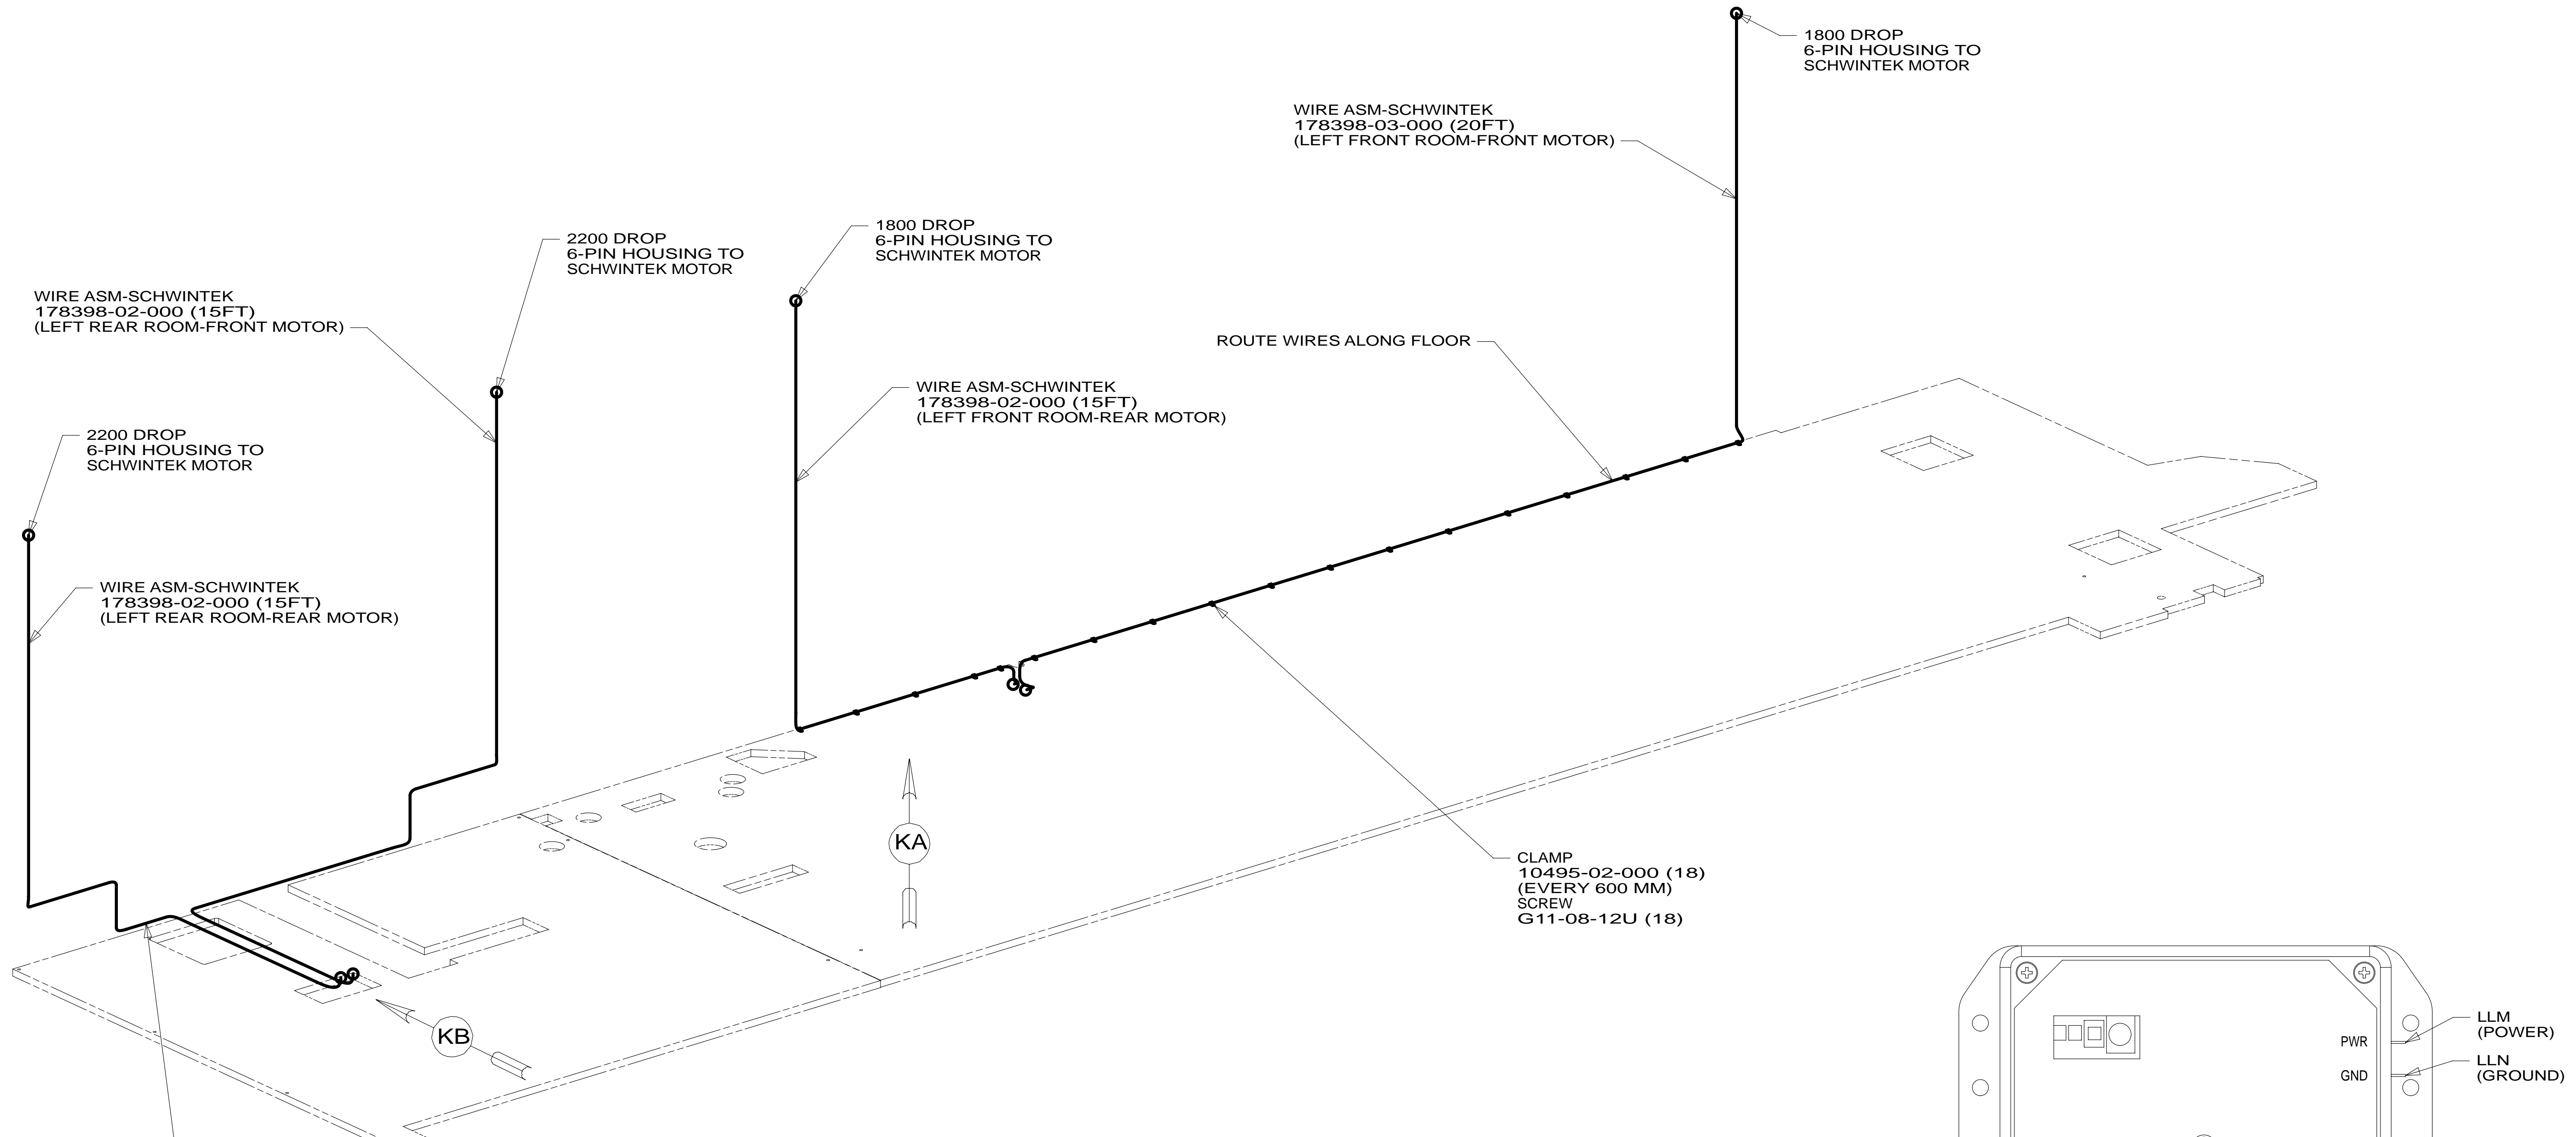 1800 DROP
6-PIN HOUSING TO
SCHWINTEK MOTOR
WIRE ASM-SCHWINTEK
178398-03-000 (20FT)
(LEFT FRONT ROOM-FRONT MOTOR)
1800 DROP
6-PIN HOUSING TO
SCHWINTEK MOTOR
2200 DROP
6-PIN HOUSING TO
SCHWINTEK MOTOR
WIRE ASM-SCHWINTEK
178398-02-000 (15FT)
(LEFT REAR ROOM-FRONT MOTOR)
ROUTE WIRES ALONG FLOOR
WIRE ASM-SCHWINTEK
178398-02-000 (15FT)
(LEFT FRONT ROOM-REAR MOTOR)
2200 DROP
6-PIN HOUSING TO
SCHWINTEK MOTOR
WIRE ASM-SCHWINTEK
178398-02-000 (15FT)
(LEFT REAR ROOM-REAR MOTOR)
KA
CLAMP
10495-02-000 (18)
(EVERY 600 MM)
SCREW
G11-08-12U (18)
KB
PWR
LLM
(POWER)
GND
LLN
(GROUND)